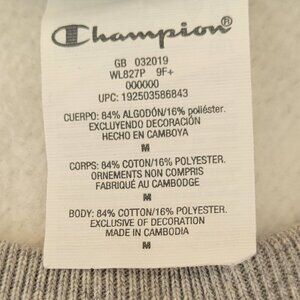 Champion®
GB 032019
WL827P 9F+
000000
UPC: 192503586843
CUERPO: 84% ALGODÓN/16% poliéster.
EXCLUYENDO DECORACIÓN
HECHO EN CAMBOYA
M
CORPS: 84% COTON/16% POLYESTER.
ORNEMENTS NON COMPRIS
FABRIQUÉ AU CAMBODGE
M
BODY: 84% COTTON/16% POLYESTER.
EXCLUSIVE OF DECORATION
MADE IN CAMBODIA
M